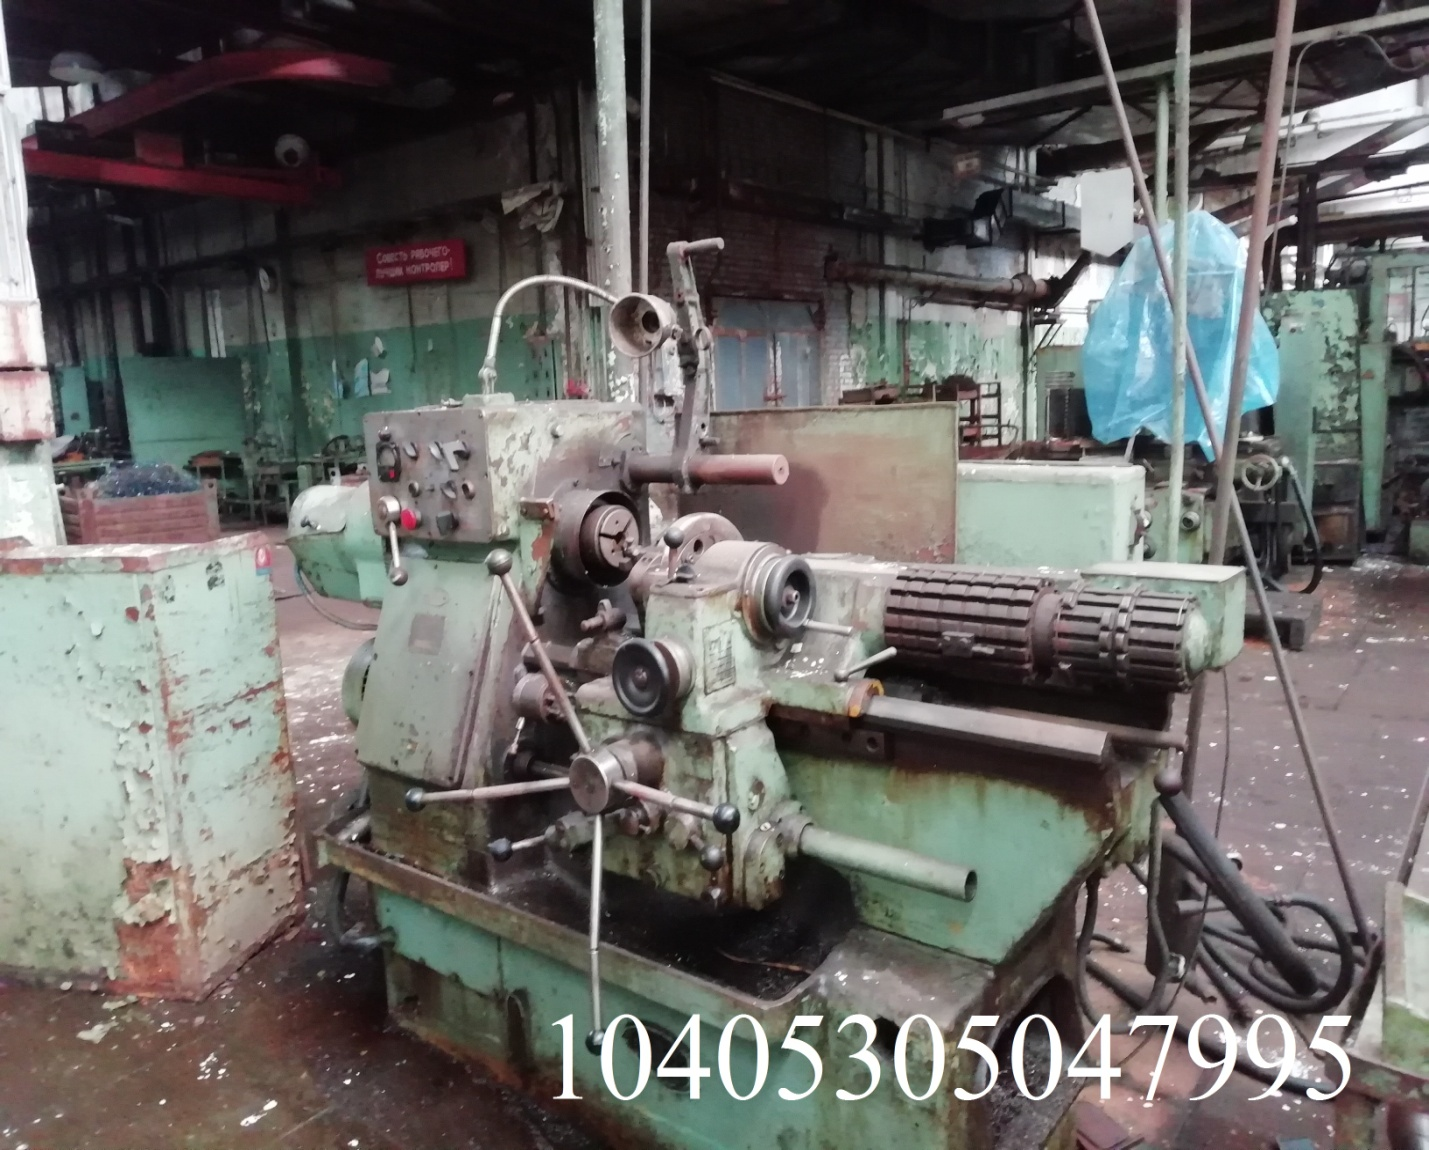 СОВЕСТЬ РАБОЧЕГО-
ЛУЧШИЙ КОНТРОЛЕР!
10405305047995